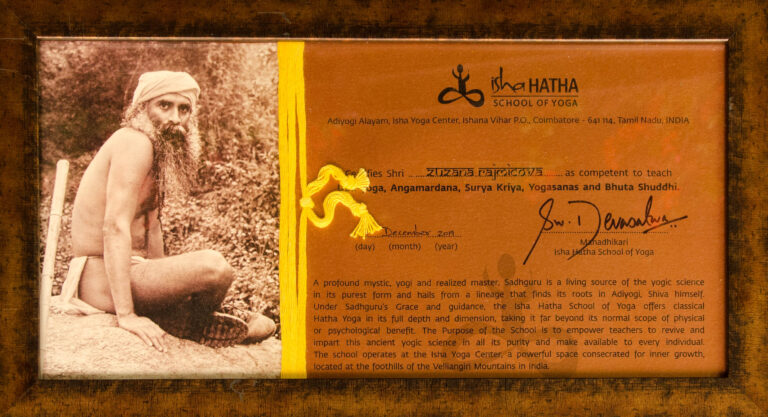 isha HATHA
SCHOOL OF YOGA
Adiyogi Alayam, Isha Yoga Center, Ishana Vihar P.O., Coimbatore - 641 114, Tamil Nadu, INDIA
Shri .. zuzana rajmicova ... as competent to teach
Angamardana, Surya Kriya, Yogasanas and Bhuta Shuddhi.
December 2019
(day) (month) (year)
Sw. Devasatwa..
Mahadhikari
Isha Hatha School of Yoga
A profound mystic, yogi and realized master, Sadhguru is a living source of the yogic science
in its purest form and hails from a lineage that finds its roots in Adiyogi, Shiva himself.
Under Sadhguru's Grace and guidance, the Isha Hatha School of Yoga offers classical
Hatha Yoga in its full depth and dimension, taking it far beyond its normal scope of physical
or psychological benefit. The Purpose of the School is to empower teachers to revive and
impart this ancient yogic science in all its purity and make available to every individual.
The school operates at the Isha Yoga Center, a powerful space consecrated for inner growth,
located at the foothills of the Velliangiri Mountains in India.